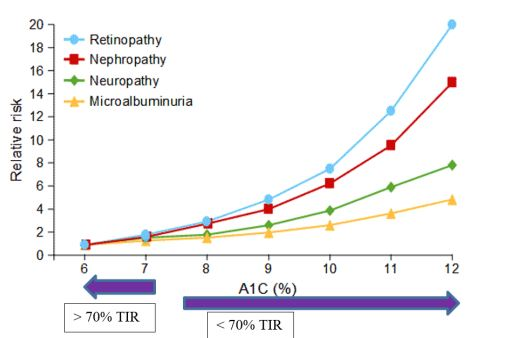 20
18
16
14
12
10
8
6
4
2
0
Relative risk
Retinopathy
Nephropathy
Neuropathy
Microalbuminuria
6 7 8 9 10 11 12
A1C (%)
> 70% TIR
< 70% TIR